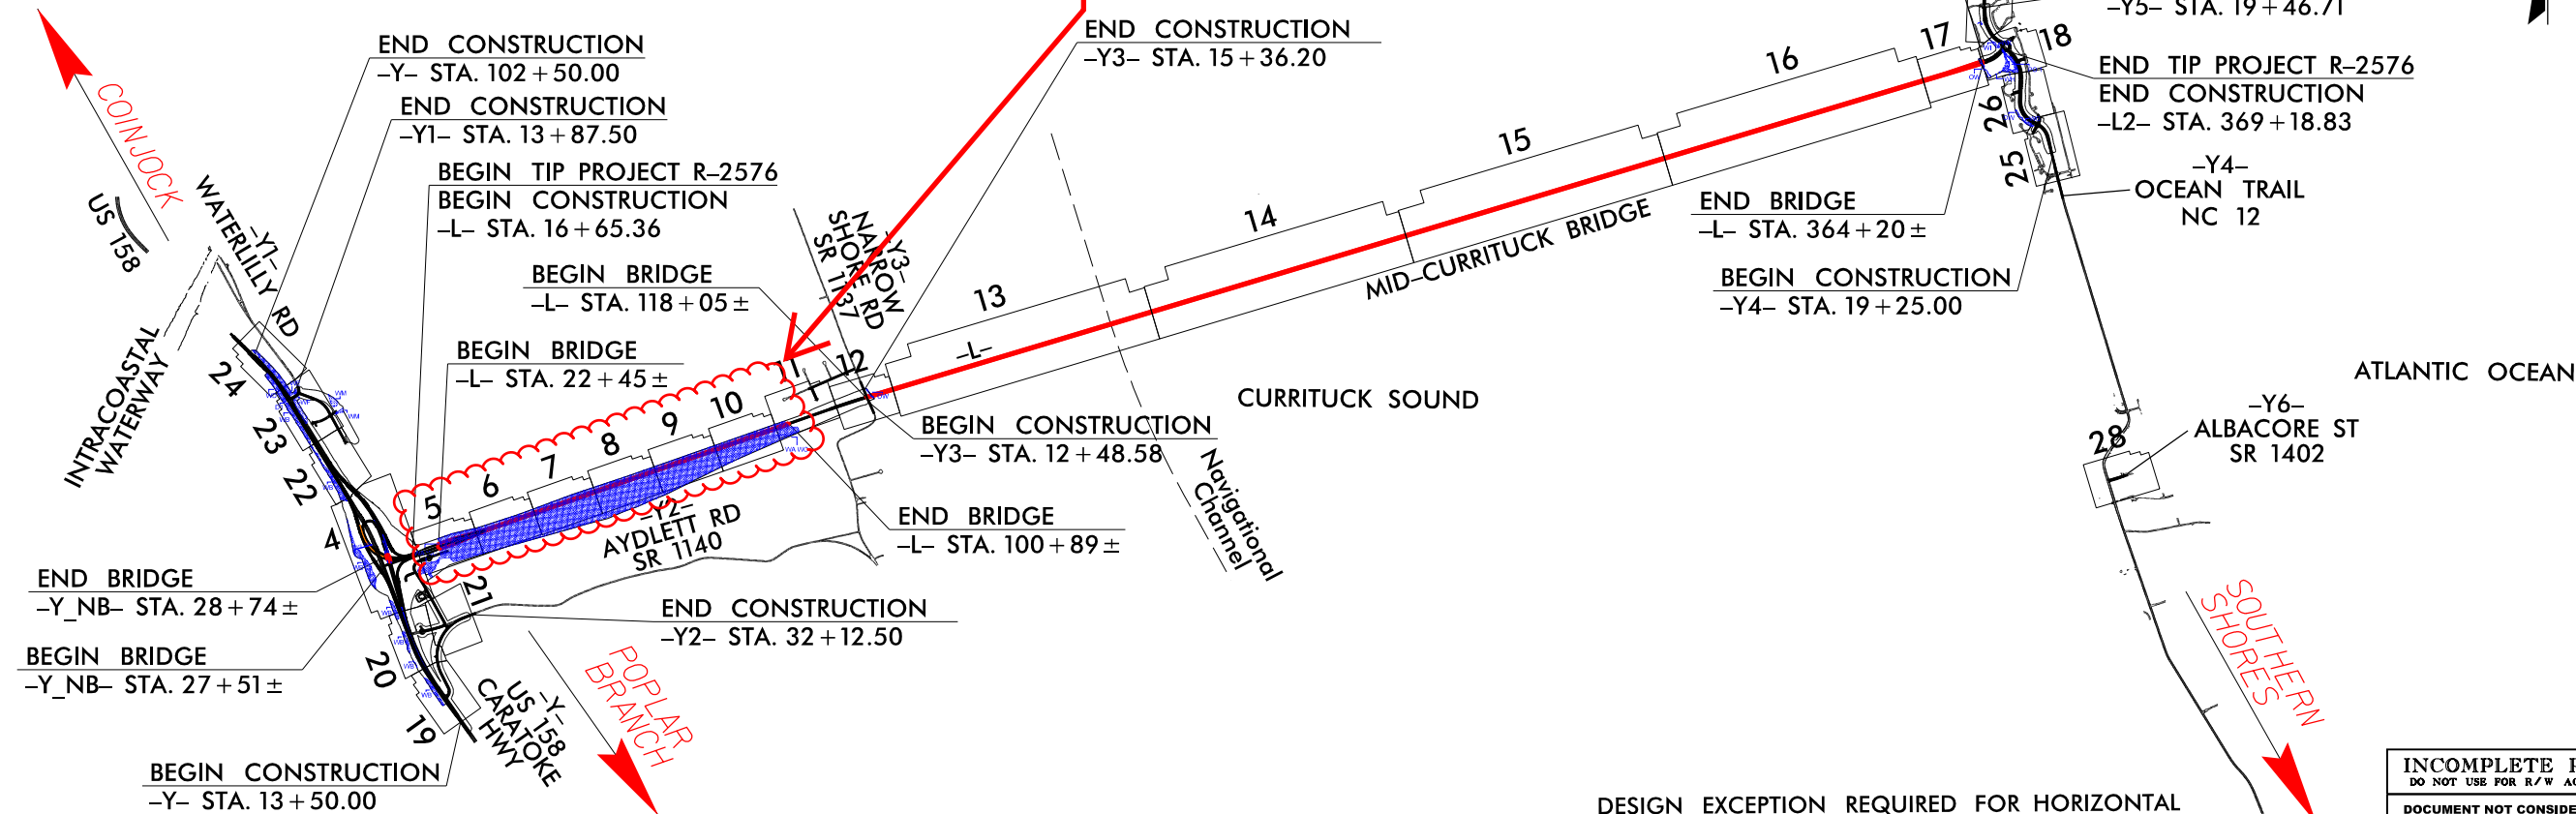 END CONSTRUCTION
–Y– STA. 102+50.00
END CONSTRUCTION
–Y1– STA. 13+87.50
BEGIN TIP PROJECT R–2576
BEGIN CONSTRUCTION
–L– STA. 16+65.36
BEGIN BRIDGE
–L– STA. 118+05±
BEGIN BRIDGE
–L– STA. 22+45±
END CONSTRUCTION
–Y3– STA. 15+36.20
–Y5– STA. 19+46.71
END TIP PROJECT R–2576
END CONSTRUCTION
–L2– STA. 369+18.83
–Y4–
OCEAN TRAIL
NC 12
END BRIDGE
–L– STA. 364+20±
BEGIN CONSTRUCTION
–Y4– STA. 19+25.00
COINJOCK
US 158
–Y1–
WATERLILLY RD
INTRACOASTAL
WATERWAY
–Y3–
NARROW
SHORE RD
SR 1137
–L–
MID–CURRITUCK BRIDGE
CURRITUCK SOUND
ATLANTIC OCEAN
Navigational
Channel
BEGIN CONSTRUCTION
–Y3– STA. 12+48.58
END BRIDGE
–L– STA. 100+89±
–Y2–
AYDLETT RD
SR 1140
–Y6–
ALBACORE ST
SR 1402
END BRIDGE
–Y_NB– STA. 28+74±
BEGIN BRIDGE
–Y_NB– STA. 27+51±
END CONSTRUCTION
–Y2– STA. 32+12.50
POPLAR
BRANCH
–Y–
US 158
CARATOKE
HWY
BEGIN CONSTRUCTION
–Y– STA. 13+50.00
SOUTHERN
SHORES
4
5
6
7
8
9
10
11
12
13
14
15
16
17
18
19
20
21
22
23
24
25
26
28
DESIGN EXCEPTION REQUIRED FOR HORIZONTAL
INCOMPLETE
DO NOT USE FOR R/W
DOCUMENT NOT